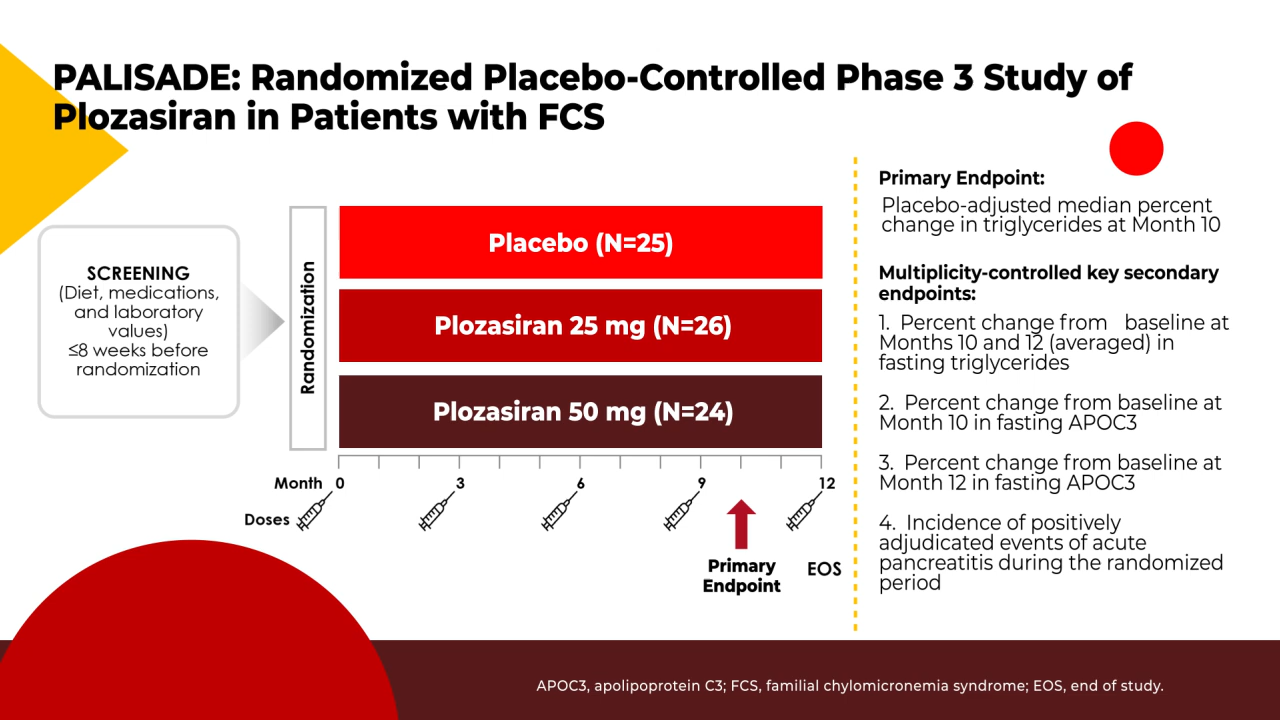 PALISADE: Randomized Placebo-Controlled Phase 3 Study of
Plozasiran in Patients with FCS
SCREENING
(Diet, medications,
and laboratory
values)
≤8 weeks before
randomization
Randomization
Placebo (N=25)
Plozasiran 25 mg (N=26)
Plozasiran 50 mg (N=24)
Month 0 3 6 9 12
Doses
Primary
Endpoint
EOS
Primary Endpoint:
Placebo-adjusted median percent
change in triglycerides at Month 10
Multiplicity-controlled key secondary
endpoints:
1. Percent change from baseline at
Months 10 and 12 (averaged) in
fasting triglycerides
2. Percent change from baseline at
Month 10 in fasting APOC3
3. Percent change from baseline at
Month 12 in fasting APOC3
4. Incidence of positively
adjudicated events of acute
pancreatitis during the randomized
period
APOC3, apolipoprotein C3; FCS, familial chylomicronemia syndrome; EOS, end of study.